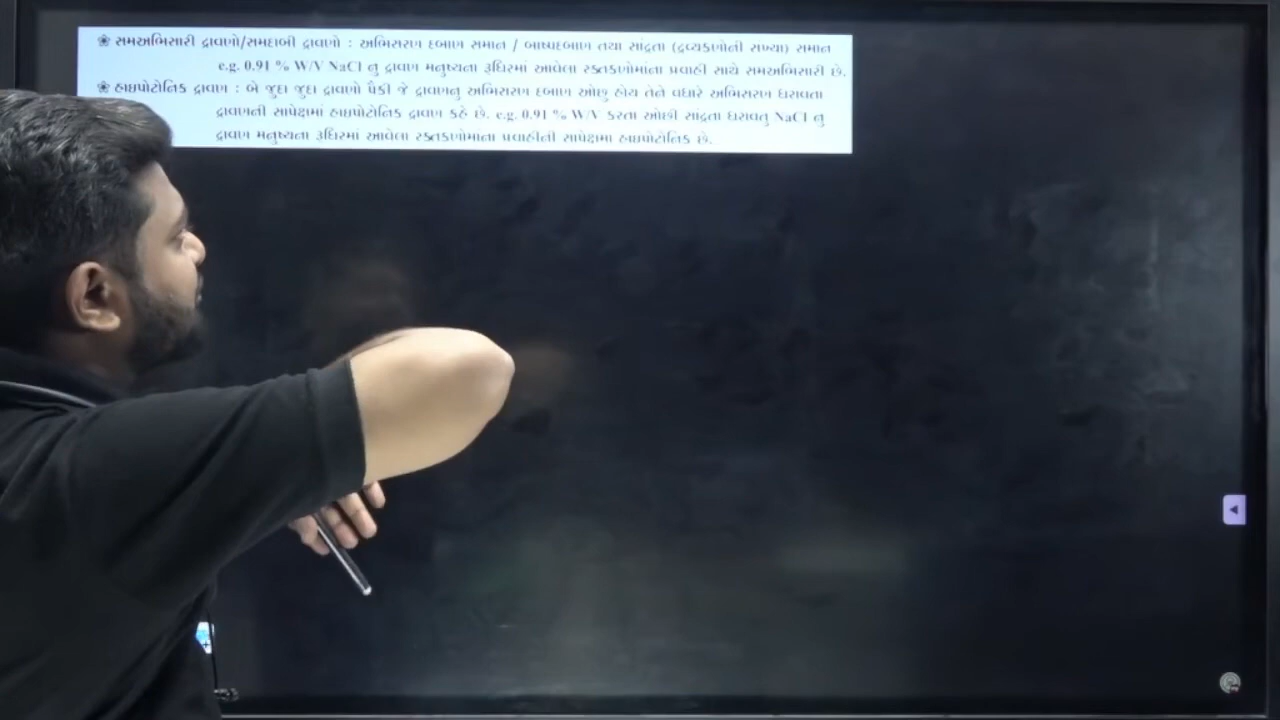 ❀ સમઅભિસારી દ્રાવણો/સમદાબી દ્રાવણો : અભિસરણ દબાણ સમાન / બાષ્પદબાણ તથા સાંદ્રતા (દ્રવ્યકણોની સંખ્યા) સમાન
e.g. 0.91 % W/V NaCl નુ દ્રાવણ મનુષ્યના રૂધિરમાં આવેલા રક્તકણોમાંના પ્રવાહી સાથે સમઅભિસારી છે.
❀ હાઇપોટોનિક દ્રાવણ : બે જુદા જુદા દ્રાવણો પૈકી જે દ્રાવણનુ અભિસરણ દબાણ ઓછુ હોય તેને વધારે અભિસરણ ધરાવતા
દ્રાવણની સાપેક્ષમાં હાઇપોટોનિક દ્રાવણ કહે છે. e.g. 0.91 % W/V કરતા ઓછી સાંદ્રતા ધરાવતુ NaCl નુ
દ્રાવણ મનુષ્યના રૂધિરમાં આવેલા રક્તકણોમાંના પ્રવાહીની સાપેક્ષમાં હાઇપોટોનિક છે.